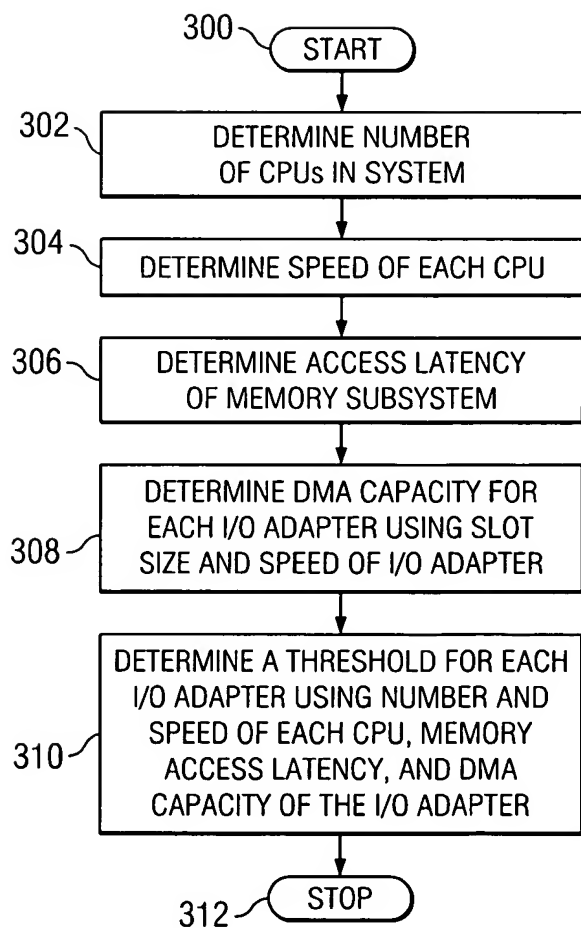 300
START
302
DETERMINE NUMBER
OF CPUs IN SYSTEM
304
DETERMINE SPEED OF EACH CPU
306
DETERMINE ACCESS LATENCY
OF MEMORY SUBSYSTEM
308
DETERMINE DMA CAPACITY FOR
EACH I/O ADAPTER USING SLOT
SIZE AND SPEED OF I/O ADAPTER
310
DETERMINE A THRESHOLD FOR EACH
I/O ADAPTER USING NUMBER AND
SPEED OF EACH CPU, MEMORY
ACCESS LATENCY, AND DMA
CAPACITY OF THE I/O ADAPTER
312
STOP